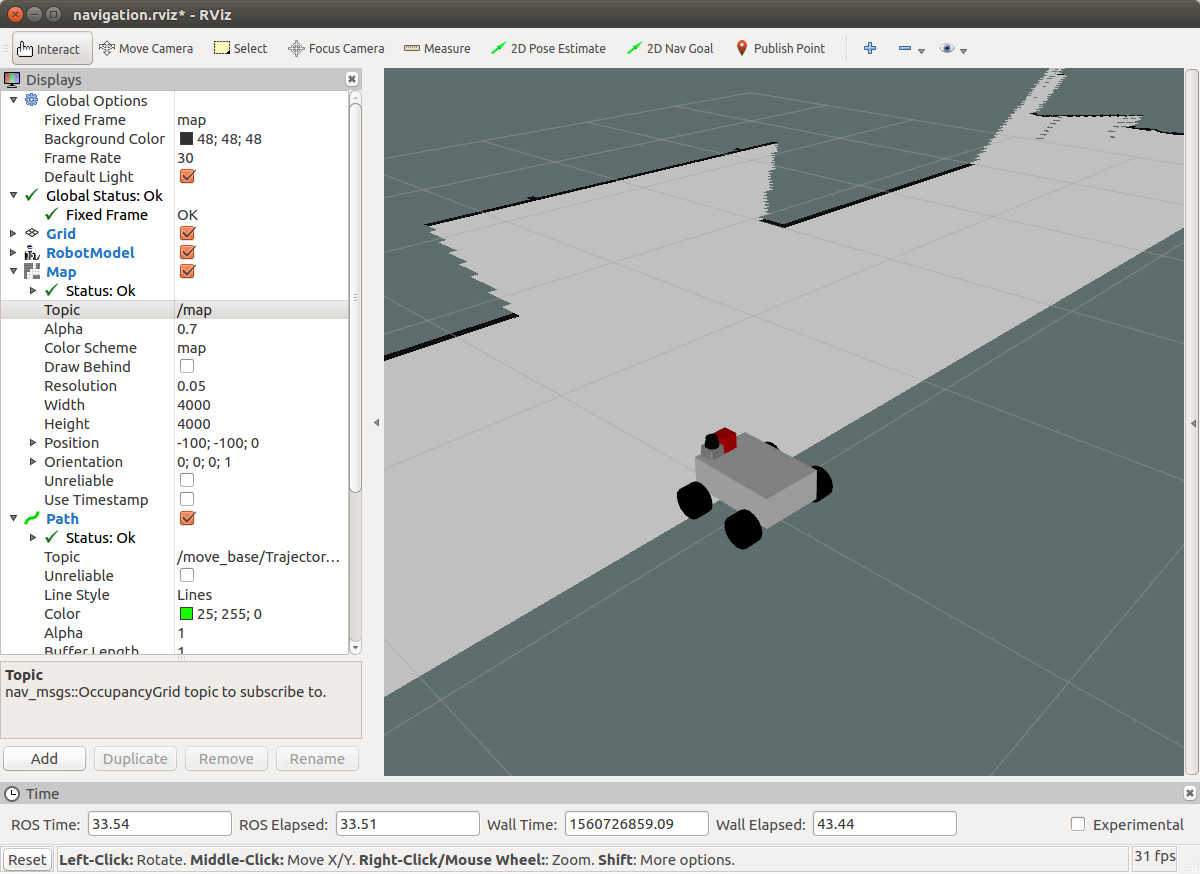 navigation.rviz* - RViz
Interact Move Camera Select Focus Camera Measure 2D Pose Estimate 2D Nav Goal Publish Point
Displays
Global Options
Fixed Frame map
Background Color 48; 48; 48
Frame Rate 30
Default Light
Global Status: Ok
Fixed Frame OK
Grid
RobotModel
Map
Status: Ok
Topic /map
Alpha 0.7
Color Scheme map
Draw Behind
Resolution 0.05
Width 4000
Height 4000
Position -100; -100; 0
Orientation 0; 0; 0; 1
Unreliable
Use Timestamp
Path
Status: Ok
Topic /move_base/Trajector...
Unreliable
Line Style Lines
Color 25; 255; 0
Alpha 1
Buffer Length 1
Topic
nav_msgs::OccupancyGrid topic to subscribe to.
Add Duplicate Remove Rename
Time
ROS Time: 33.54 ROS Elapsed: 33.51 Wall Time: 1560726859.09 Wall Elapsed: 43.44 Experimental
Reset Left-Click: Rotate. Middle-Click: Move X/Y. Right-Click/Mouse Wheel:: Zoom. Shift: More options. 31 fps